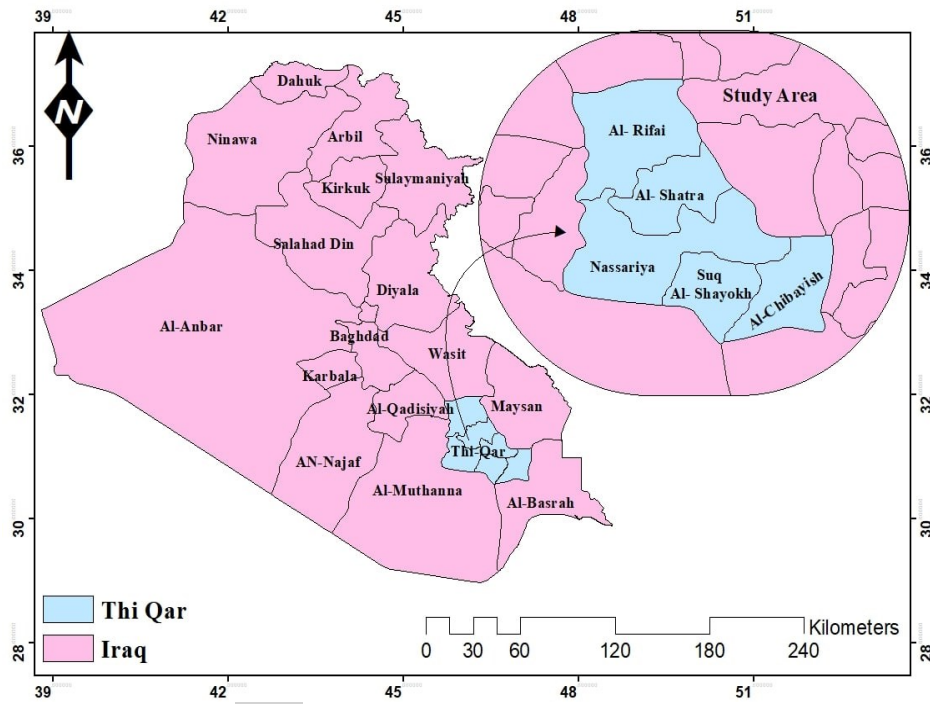 39 42 45 48 51
N
Dahuk
Ninawa
Arbil
Sulaymaniyah
Kirkuk
Salahad Din
Diyala
Al-Anbar
Baghdad
Wasit
Karbala
Al-Qadisiyah
Maysan
Thi-Qar
AN-Najaf
Al-Muthanna
Al-Basrah
Study Area
Al- Rifai
Al- Shatra
Nassariya
Suq
Al- Shayokh
Al-Chibayish
36
34
32
30
28
36
34
32
30
28
Thi Qar
Iraq
Kilometers
0 30 60 120 180 240
39 42 45 48 51